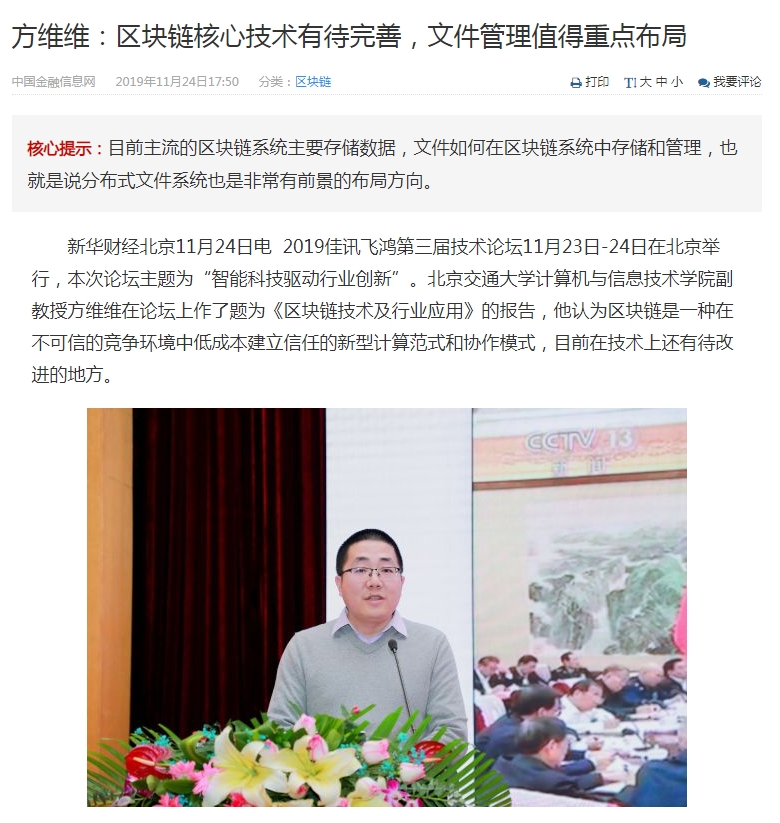 方维维：区块链核心技术有待完善，文件管理值得重点布局
中国金融信息网 2019年11月24日17:50 分类：区块链 打印 T! 大 中 小 我要评论
核心提示：目前主流的区块链系统主要存储数据，文件如何在区块链系统中存储和管理，也
就是说分布式文件系统也是非常有前景的布局方向。
新华财经北京11月24日电 2019佳讯飞鸿第三届技术论坛11月23日-24日在北京举
行，本次论坛主题为“智能科技驱动行业创新”。北京交通大学计算机与信息技术学院副
教授方维维在论坛上作了题为《区块链技术及行业应用》的报告，他认为区块链是一种在
不可信的竞争环境中低成本建立信任的新型计算范式和协作模式，目前在技术上还有待改
进的地方。
CCTV 13
新闻